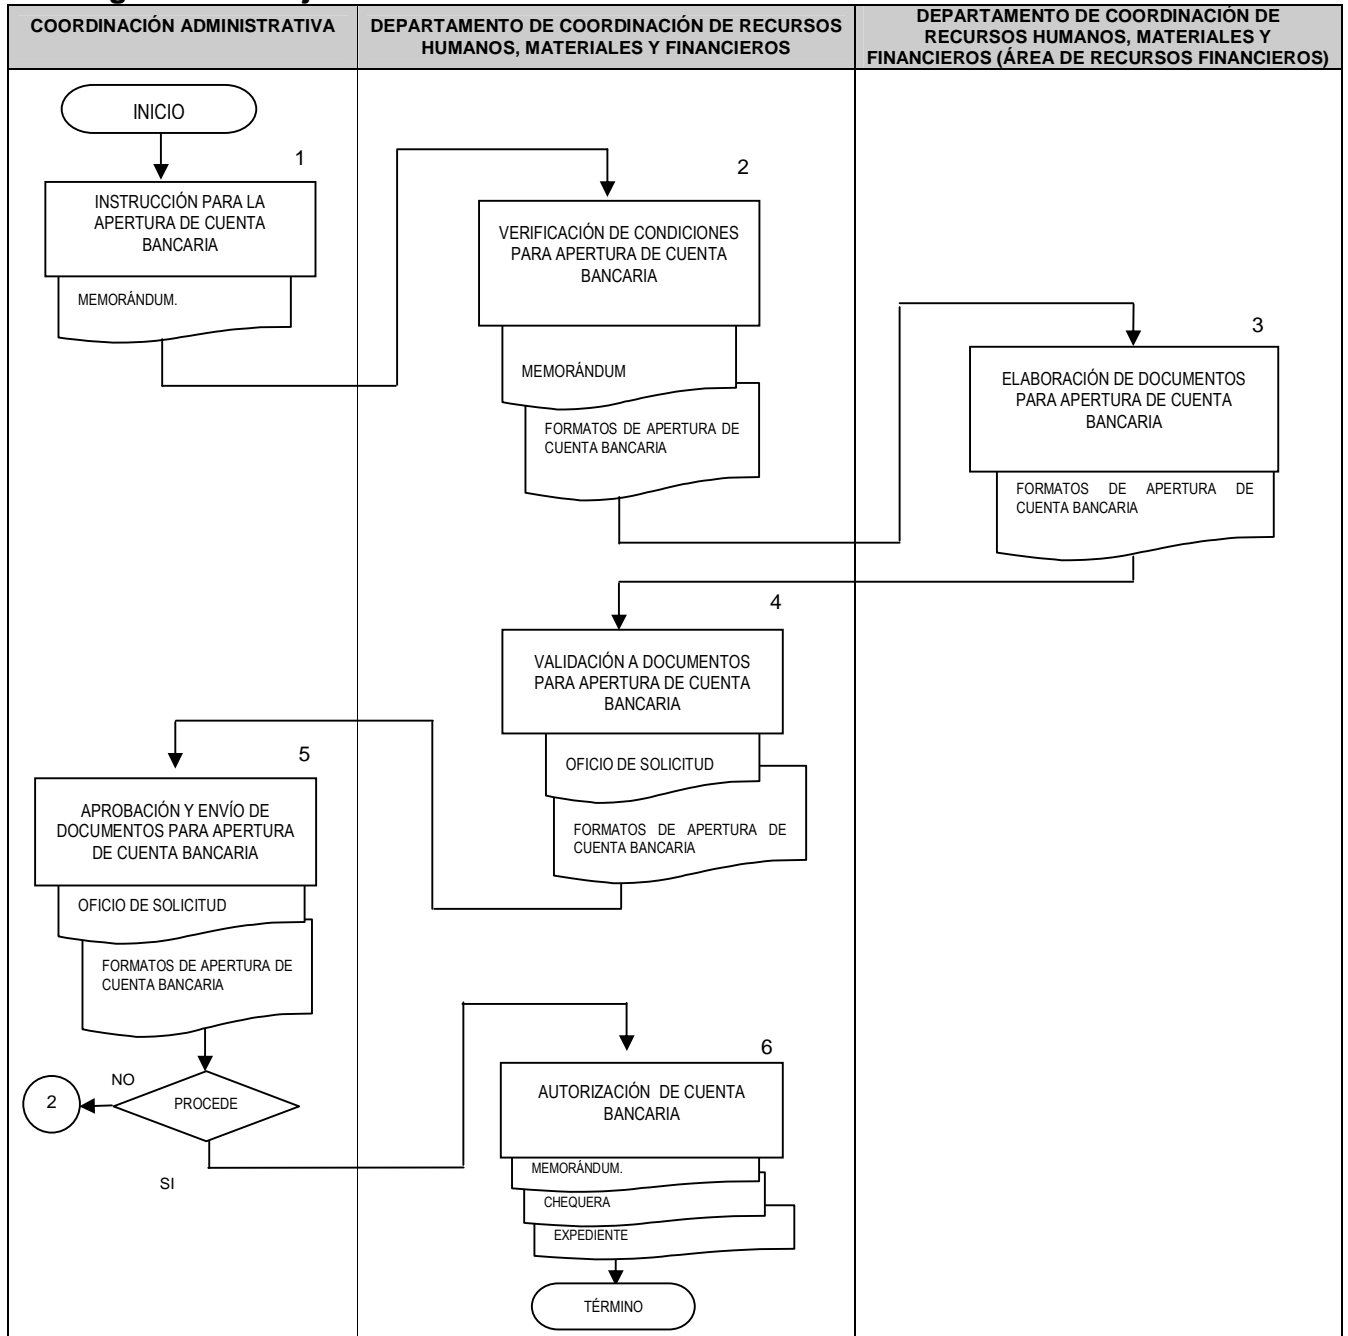 COORDINACIÓN ADMINISTRATIVA
DEPARTAMENTO DE COORDINACIÓN DE RECURSOS
HUMANOS, MATERIALES Y FINANCIEROS
DEPARTAMENTO DE COORDINACIÓN DE
RECURSOS HUMANOS, MATERIALES Y
FINANCIEROS (ÁREA DE RECURSOS FINANCIEROS)
INICIO
1
INSTRUCCIÓN PARA LA
APERTURA DE CUENTA
BANCARIA
MEMORÁNDUM.
2
VERIFICACIÓN DE CONDICIONES
PARA APERTURA DE CUENTA
BANCARIA
MEMORÁNDUM
FORMATOS DE APERTURA DE
CUENTA BANCARIA
3
ELABORACIÓN DE DOCUMENTOS
PARA APERTURA DE CUENTA
BANCARIA
FORMATOS DE APERTURA DE
CUENTA BANCARIA
4
VALIDACIÓN A DOCUMENTOS
PARA APERTURA DE CUENTA
BANCARIA
OFICIO DE SOLICITUD
FORMATOS DE APERTURA DE
CUENTA BANCARIA
5
APROBACIÓN Y ENVÍO DE
DOCUMENTOS PARA APERTURA
DE CUENTA BANCARIA
OFICIO DE SOLICITUD
FORMATOS DE APERTURA DE
CUENTA BANCARIA
NO
2
PROCEDE
SI
6
AUTORIZACIÓN DE CUENTA
BANCARIA
MEMORÁNDUM.
CHEQUERA
EXPEDIENTE
TÉRMINO